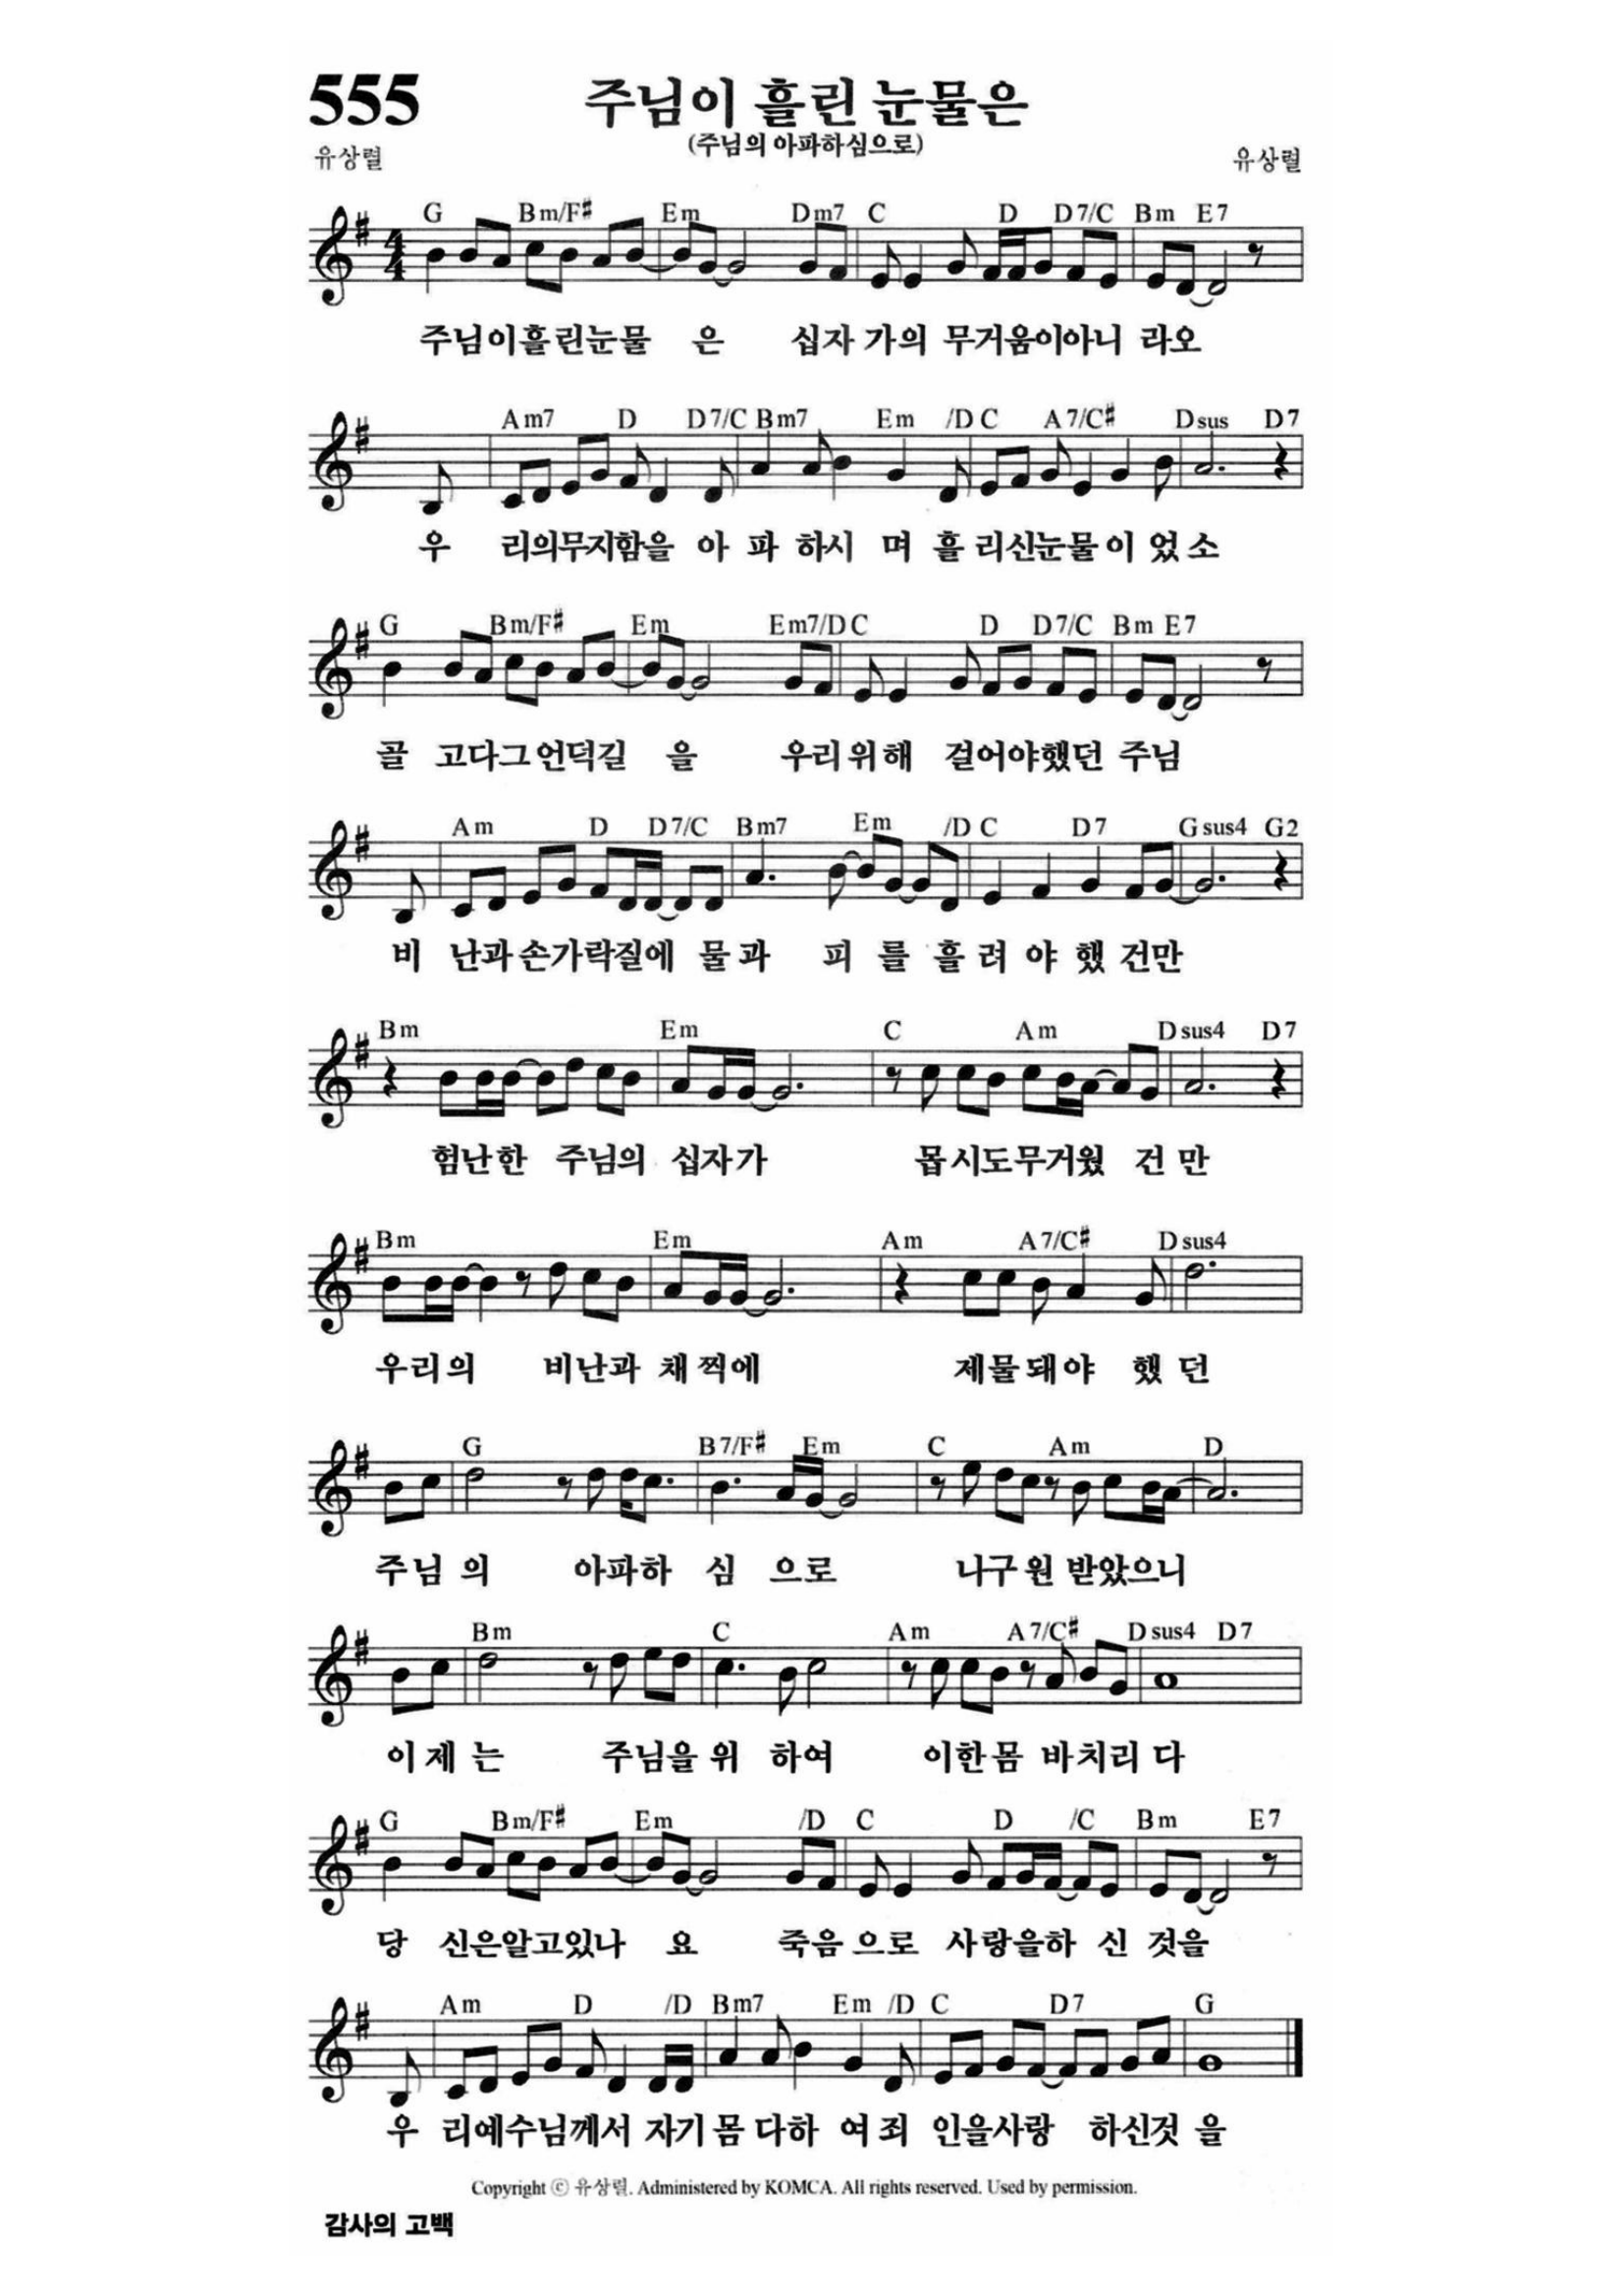 555
주님이 흘린 눈물은
(주님의 아파하심으로)
유상렬 유상렬
G Bm/F♯ Em Dm7 C D D7/C Bm E7
주님이흘린눈물 은 십자 가의 무거움이아니 라오
Am7 D D7/C Bm7 Em /D C A7/C♯ Dsus D7
우 리의무지함을 아 파 하시 며 흘 리신눈물이 었소
G Bm/F♯ Em Em7/D C D D7/C Bm E7
골 고다그언덕길 을 우리위해 걸어야했던 주님
Am D D7/C Bm7 Em /D C D7 Gsus4 G2
비 난과손가락질에 물과 피 를 흘 려 야 했 건만
Bm Em C Am Dsus4 D7
험난한 주님의 십자가 몹시도무거웠 건 만
Bm Em Am A7/C♯ Dsus4
우리의 비난과 채찍에 제물돼야 했 던
G B7/F♯ Em C Am D
주님 의 아파하 심 으로 나구원 받았으니
Bm C Am A7/C♯ Dsus4 D7
이 제 는 주님을 위 하여 이한몸 바치리 다
G Bm/F♯ Em /D C D /C Bm E7
당 신은알고있나 요 죽음으로 사랑을하 신 것을
Am D /D Bm7 Em /D C D7 G
우 리예수님께서 자기 몸 다하 여 죄 인을사랑 하신것 을
Copyright ⓒ 유상렬. Administered by KOMCA. All rights reserved. Used by permission.
감사의 고백